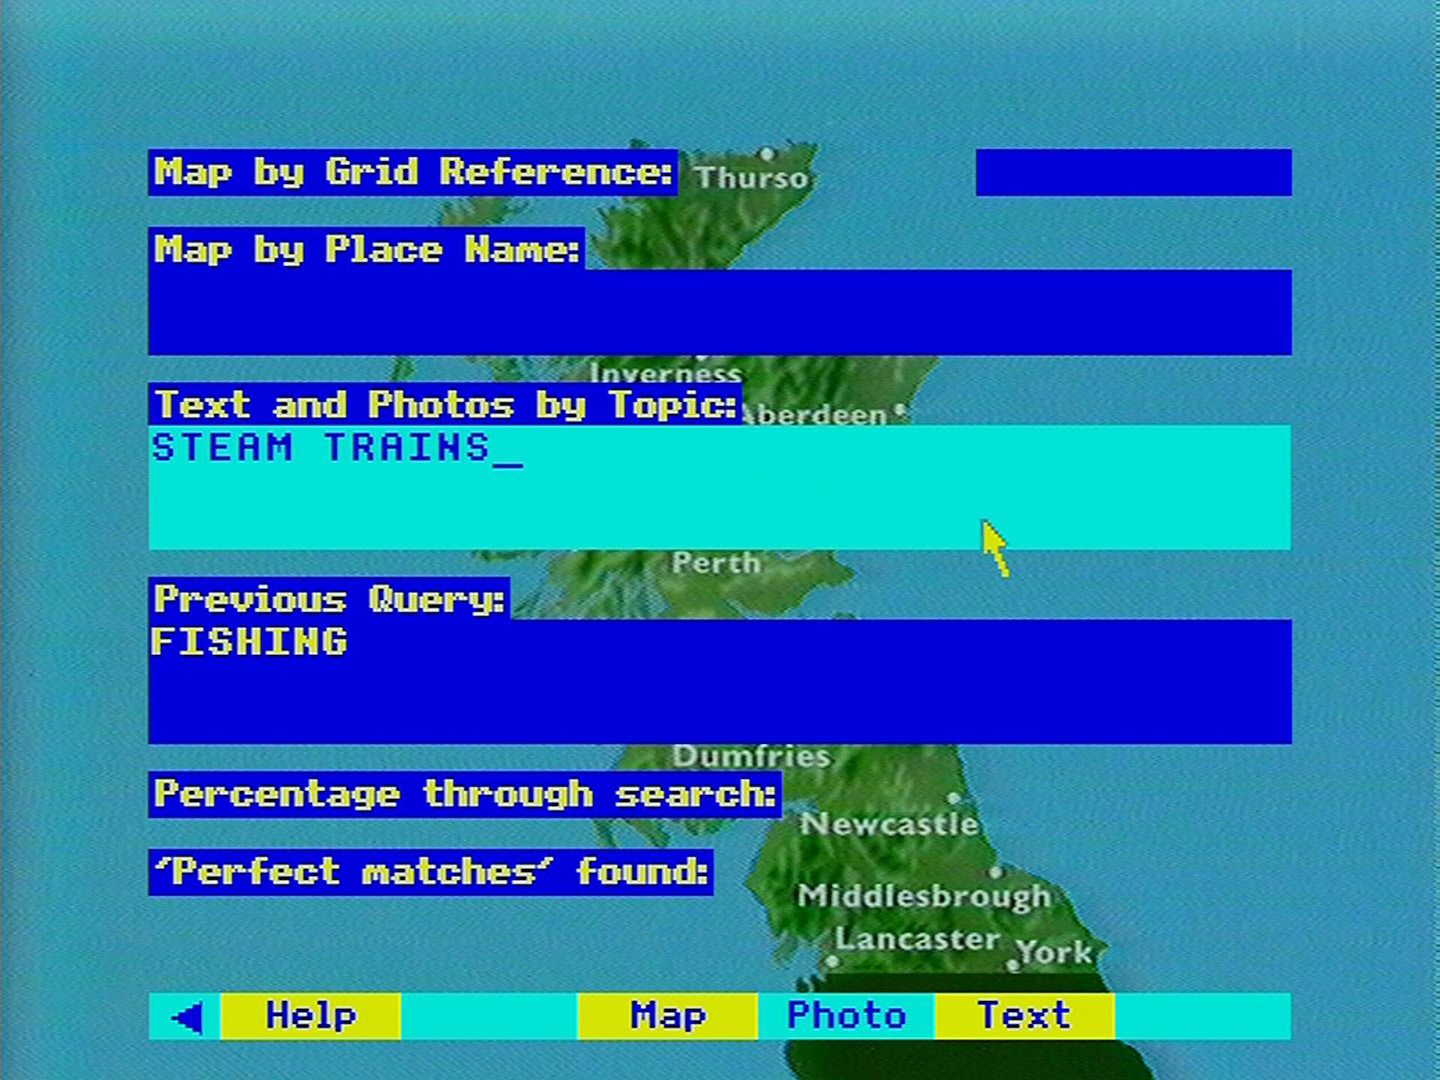 Map by Grid Reference:
Thurso
Map by Place Name:
Inverness
Text and Photos by Topic:
Aberdeen
STEAM TRAINS_
Perth
Previous Query:
FISHING
Dumfries
Percentage through search:
Newcastle
'Perfect matches' found:
Middlesbrough
Lancaster
York
Help Map Photo Text